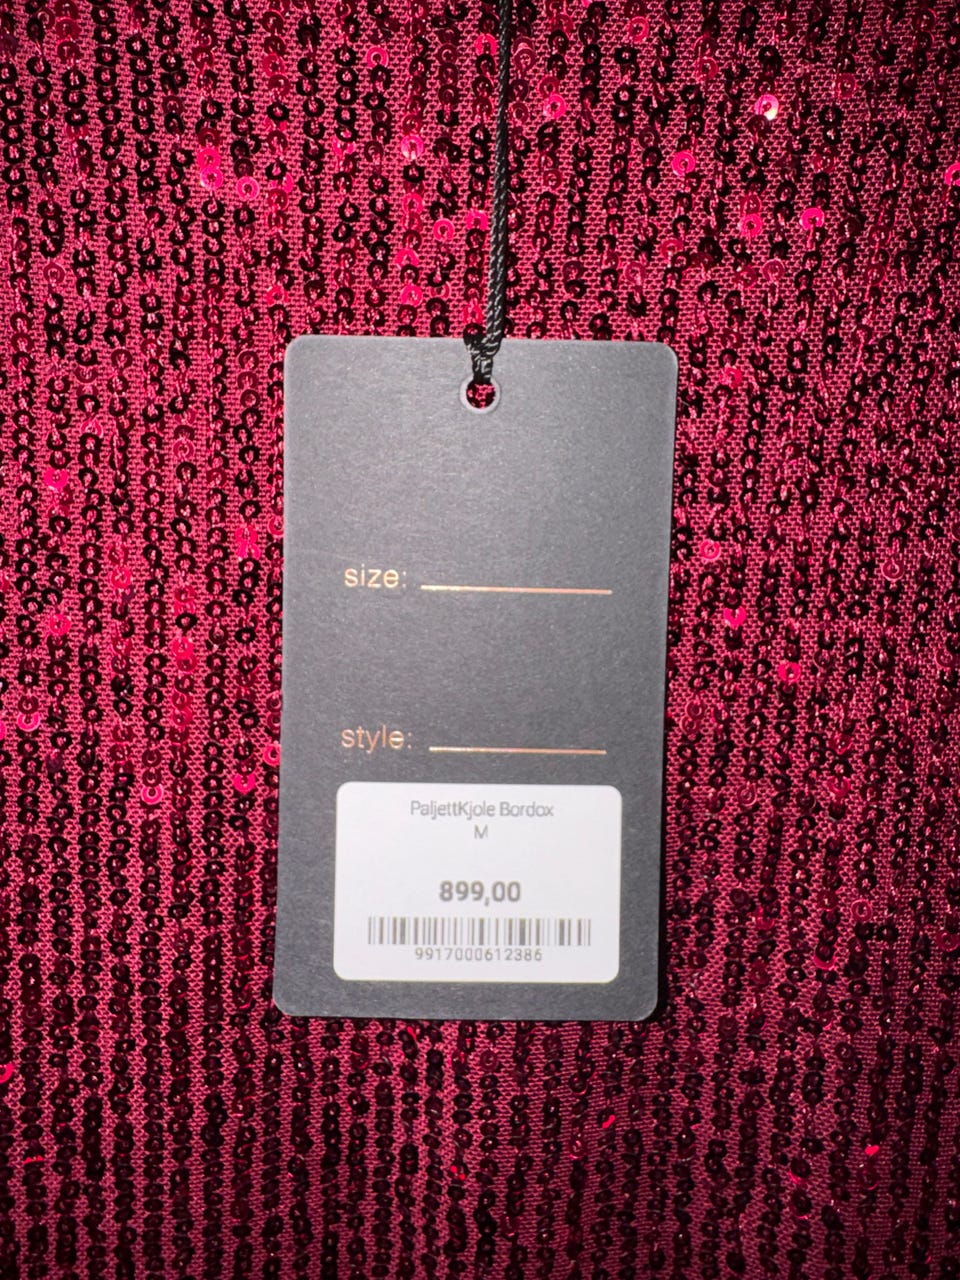 size:
style:
PaljettKjole Bordox
M
899,00
9917000612386